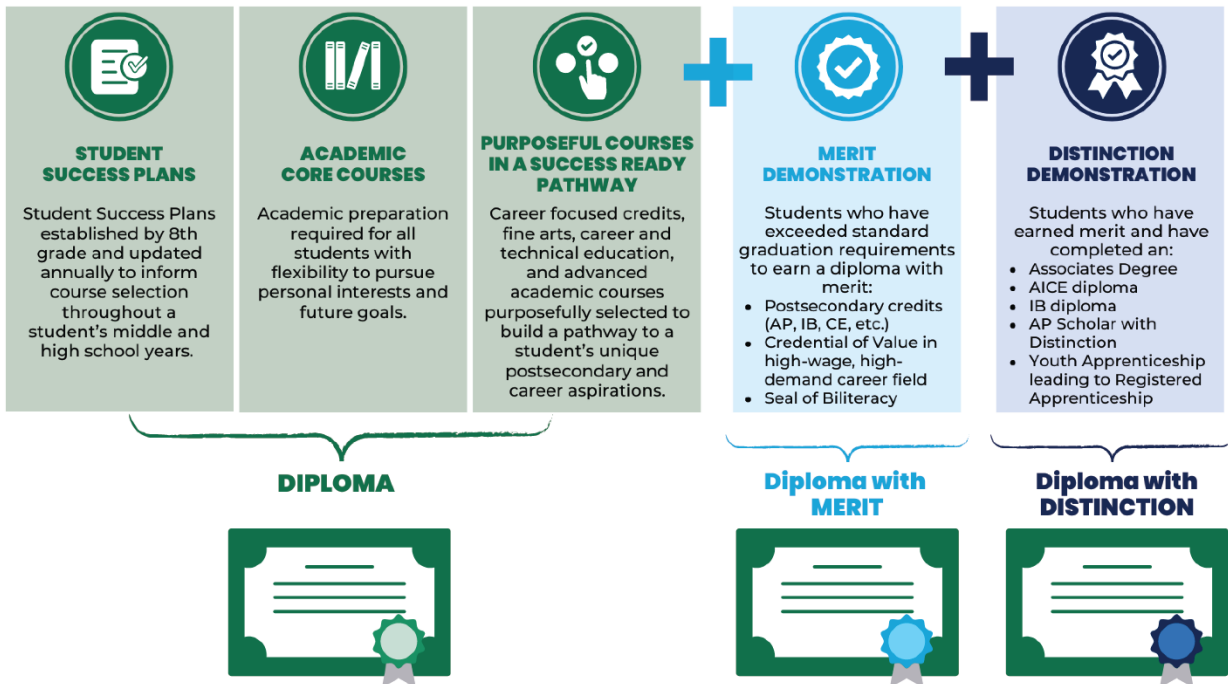 STUDENT
SUCCESS PLANS
Student Success Plans
established by 8th
grade and updated
annually to inform
course selection
throughout a
student's middle and
high school years.
ACADEMIC
CORE COURSES
Academic preparation
required for all
students with
flexibility to pursue
personal interests and
future goals.
PURPOSEFUL COURSES
IN A SUCCESS READY
PATHWAY
Career focused credits,
fine arts, career and
technical education,
and advanced
academic courses
purposefully selected to
build a pathway to a
student's unique
postsecondary and
career aspirations.
MERIT
DEMONSTRATION
Students who have
exceeded standard
graduation requirements
to earn a diploma with
merit:
• Postsecondary credits
(AP, IB, CE, etc.)
• Credential of Value in
high-wage, high-
demand career field
• Seal of Biliteracy
DISTINCTION
DEMONSTRATION
Students who have
earned merit and have
completed an:
• Associates Degree
• AICE diploma
• IB diploma
• AP Scholar with
Distinction
• Youth Apprenticeship
leading to Registered
Apprenticeship
DIPLOMA
Diploma with
MERIT
Diploma with
DISTINCTION